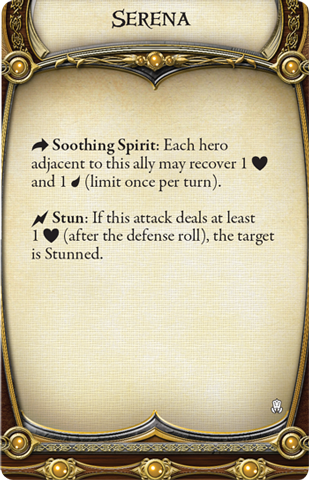 SERENA
Soothing Spirit: Each hero
adjacent to this ally may recover 1
and 1 (limit once per turn).
Stun: If this attack deals at least
1 (after the defense roll), the target
is Stunned.